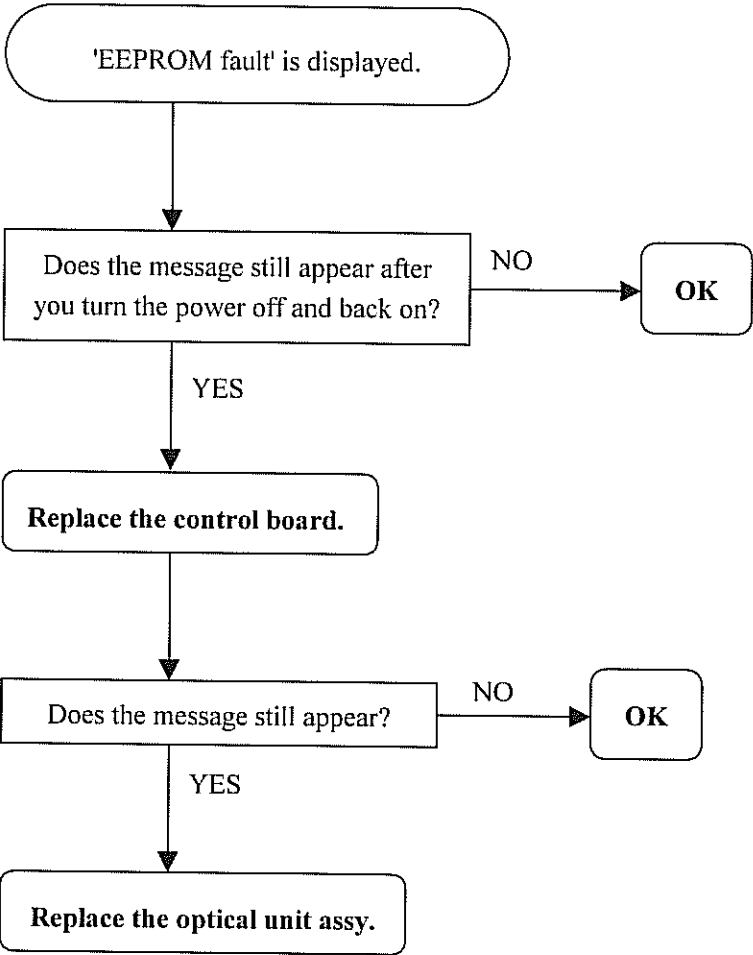 'EEPROM fault' is displayed.
Does the message still appear after
you turn the power off and back on?
NO
OK
YES
Replace the control board.
Does the message still appear?
NO
OK
YES
Replace the optical unit assy.